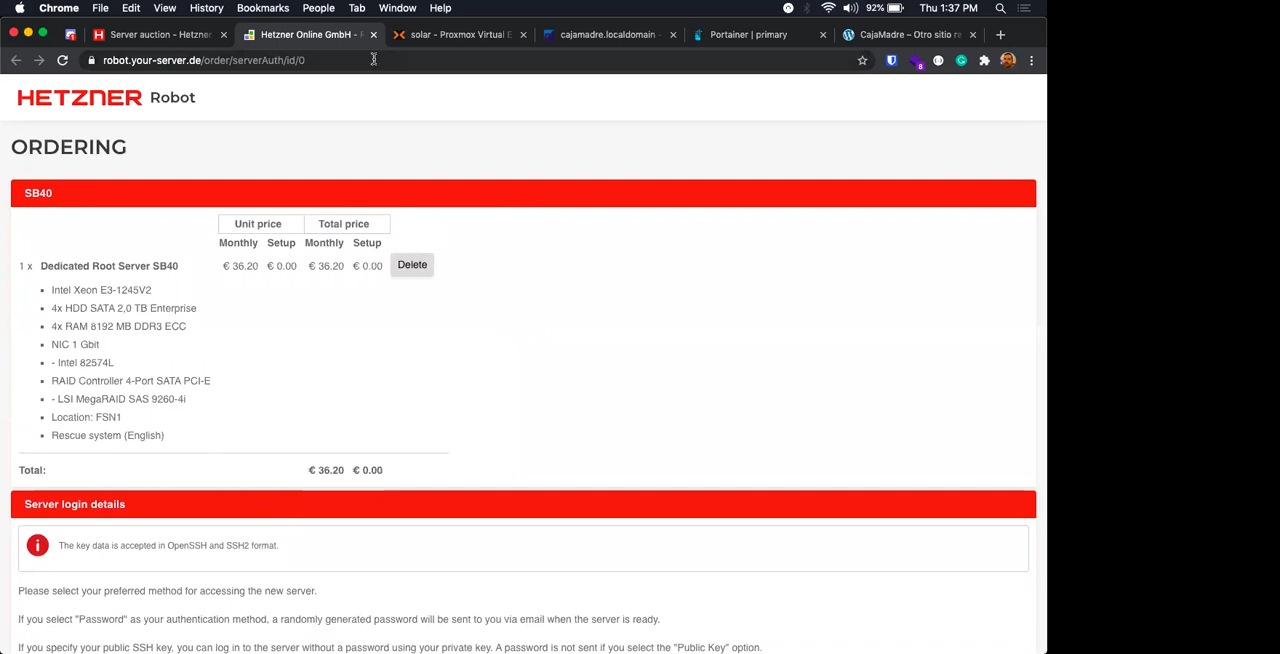 Chrome File Edit View History Bookmarks People Tab Window Help 92% Thu 1:37 PM
Server auction - Hetzner Hetzner Online GmbH - solar - Proxmox Virtual E cajamadre.localdomain - Portainer | primary CajaMadre – Otro sitio re
robot.your-server.de/order/serverAuth/id/0 8
HETZNER Robot
ORDERING
SB40
Unit price Total price
Monthly Setup Monthly Setup
1 x Dedicated Root Server SB40 € 36.20 € 0.00 € 36.20 € 0.00 Delete
Intel Xeon E3-1245V2
4x HDD SATA 2,0 TB Enterprise
4x RAM 8192 MB DDR3 ECC
NIC 1 Gbit
- Intel 82574L
RAID Controller 4-Port SATA PCI-E
- LSI MegaRAID SAS 9260-4i
Location: FSN1
Rescue system (English)
Total: € 36.20 € 0.00
Server login details
The key data is accepted in OpenSSH and SSH2 format.
Please select your preferred method for accessing the new server.
If you select "Password" as your authentication method, a randomly generated password will be sent to you via email when the server is ready.
If you specify your public SSH key, you can log in to the server without a password using your private key. A password is not sent if you select the "Public Key" option.